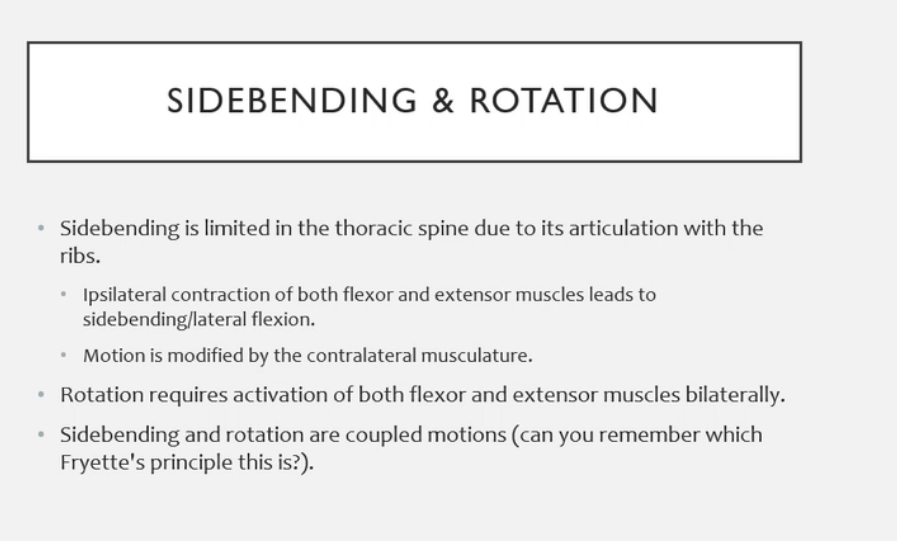 SIDEBENDING & ROTATION
• Sidebending is limited in the thoracic spine due to its articulation with the
ribs.
• Ipsilateral contraction of both flexor and extensor muscles leads to
sidebending/lateral flexion.
• Motion is modified by the contralateral musculature.
• Rotation requires activation of both flexor and extensor muscles bilaterally.
• Sidebending and rotation are coupled motions (can you remember which
Fryette's principle this is?).